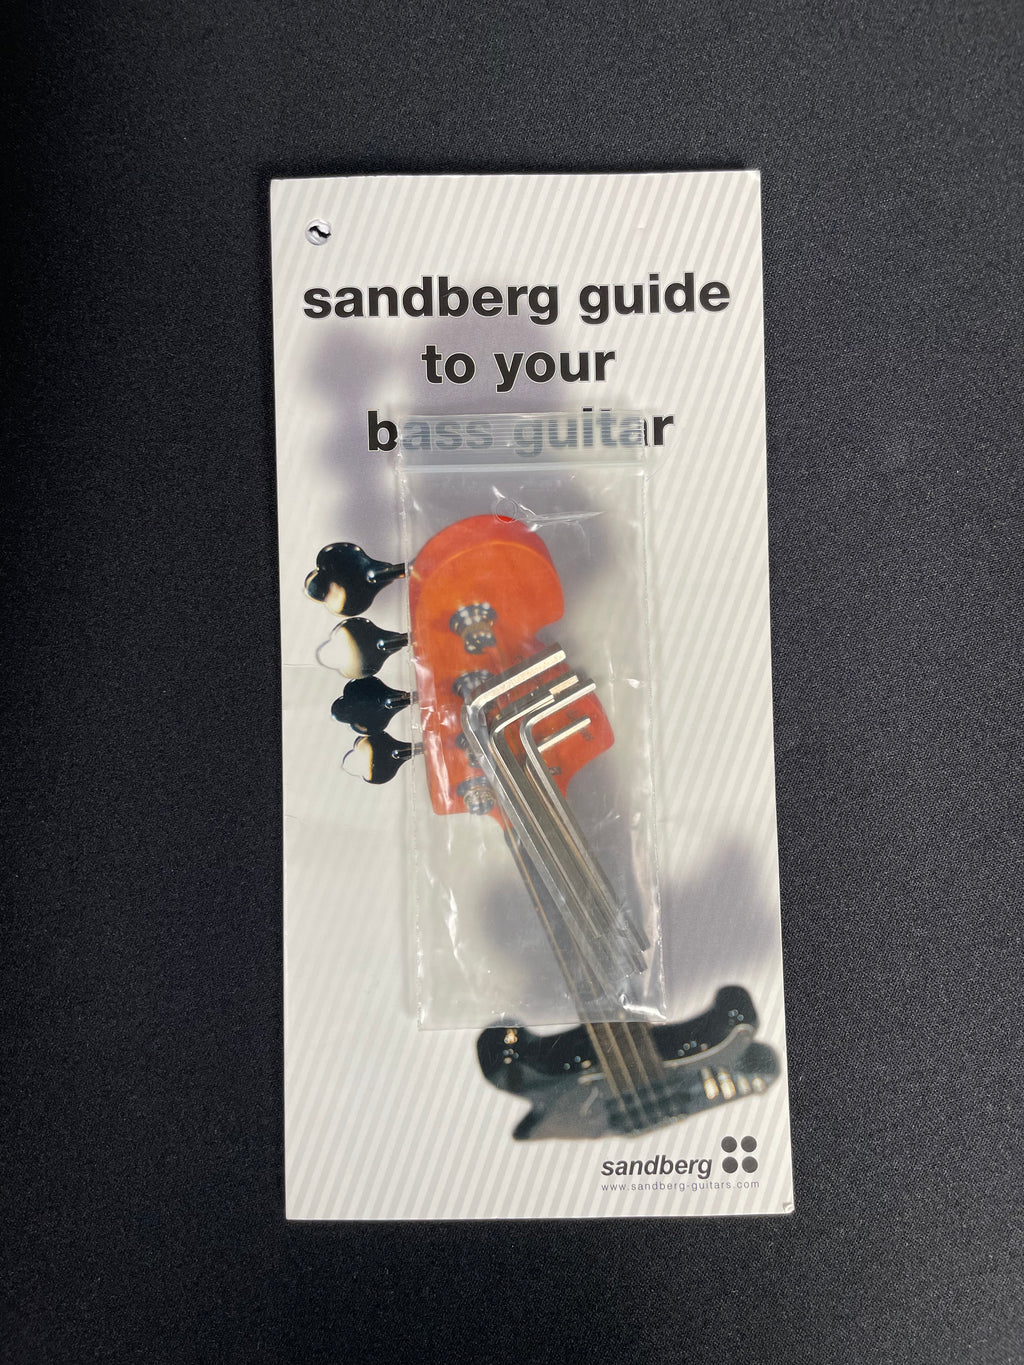 sandberg guide
to your
bass guitar
sandberg
www.sandberg-guitars.com